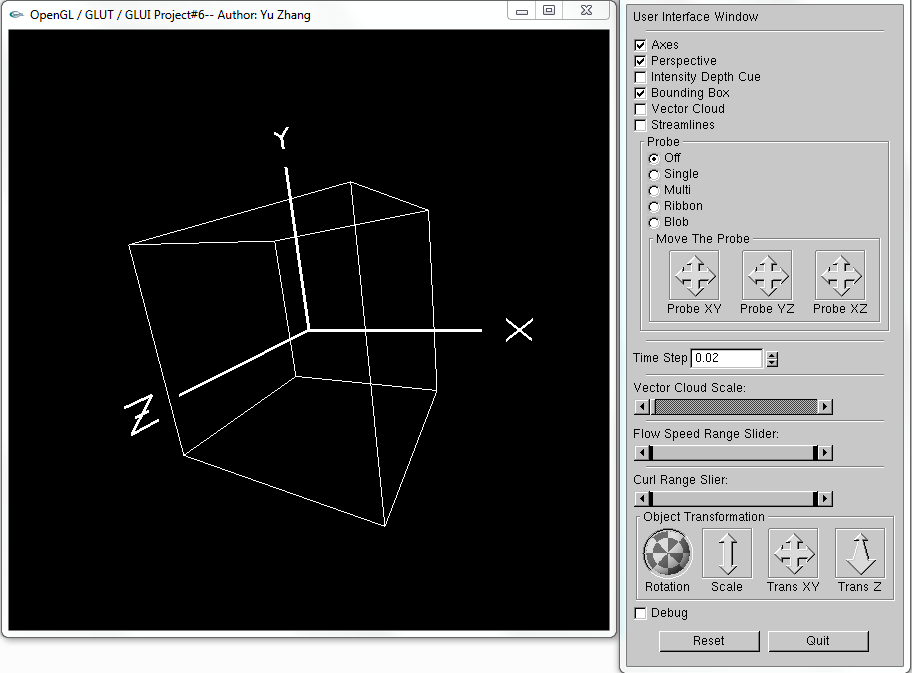 OpenGL / GLUT / GLUI Project#6-- Author: Yu Zhang
Y
X
Z
User Interface Window
Axes
Perspective
Intensity Depth Cue
Bounding Box
Vector Cloud
Streamlines
Probe
Off
Single
Multi
Ribbon
Blob
Move The Probe
Probe XY Probe YZ Probe XZ
Time Step 0.02
Vector Cloud Scale:
Flow Speed Range Slider:
Curl Range Slier:
Object Transformation
Rotation Scale Trans XY Trans Z
Debug
Reset Quit